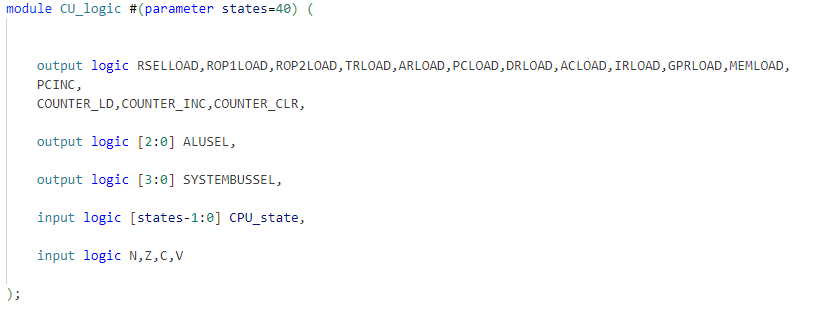 module CU_logic #(parameter states=40) (
output logic RSELLOAD,ROP1LOAD,ROP2LOAD,TRLOAD,ARLOAD,PCLOAD,DRLOAD,ACLOAD,IRLOAD,GPRLOAD,MEMLOAD,
PCINC,
COUNTER_LD,COUNTER_INC,COUNTER_CLR,
output logic [2:0] ALUSEL,
output logic [3:0] SYSTEMBUSSEL,
input logic [states-1:0] CPU_state,
input logic N,Z,C,V
);